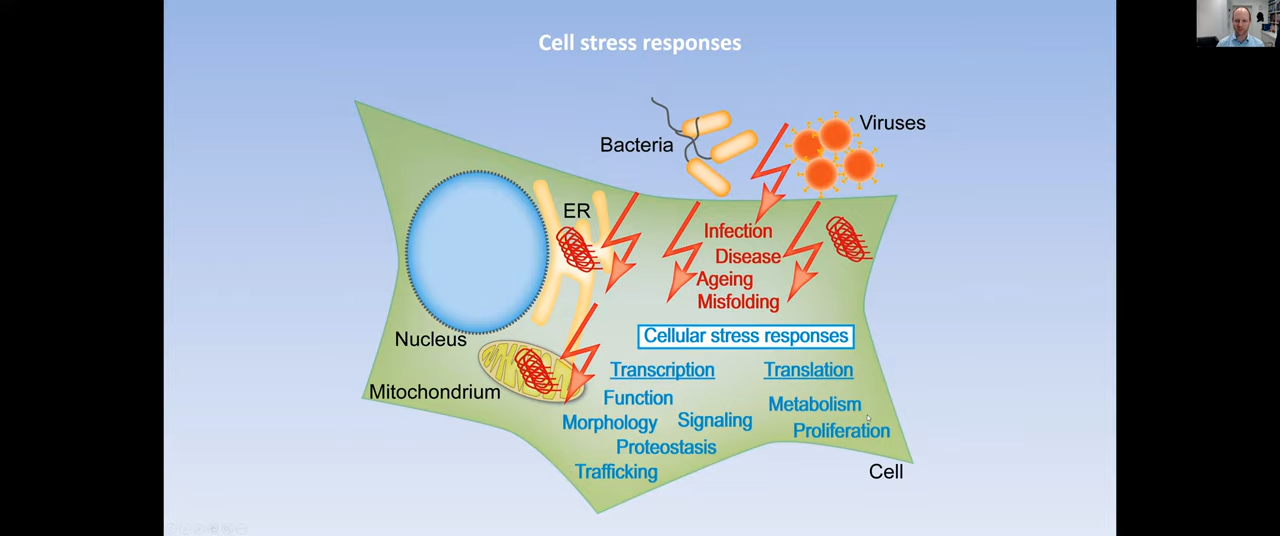 Cell stress responses
Bacteria
Viruses
ER
Infection
Disease
Ageing
Misfolding
Nucleus
Cellular stress responses
Mitochondrium
Transcription
Translation
Function
Metabolism
Morphology
Signaling
Proliferation
Proteostasis
Trafficking
Cell